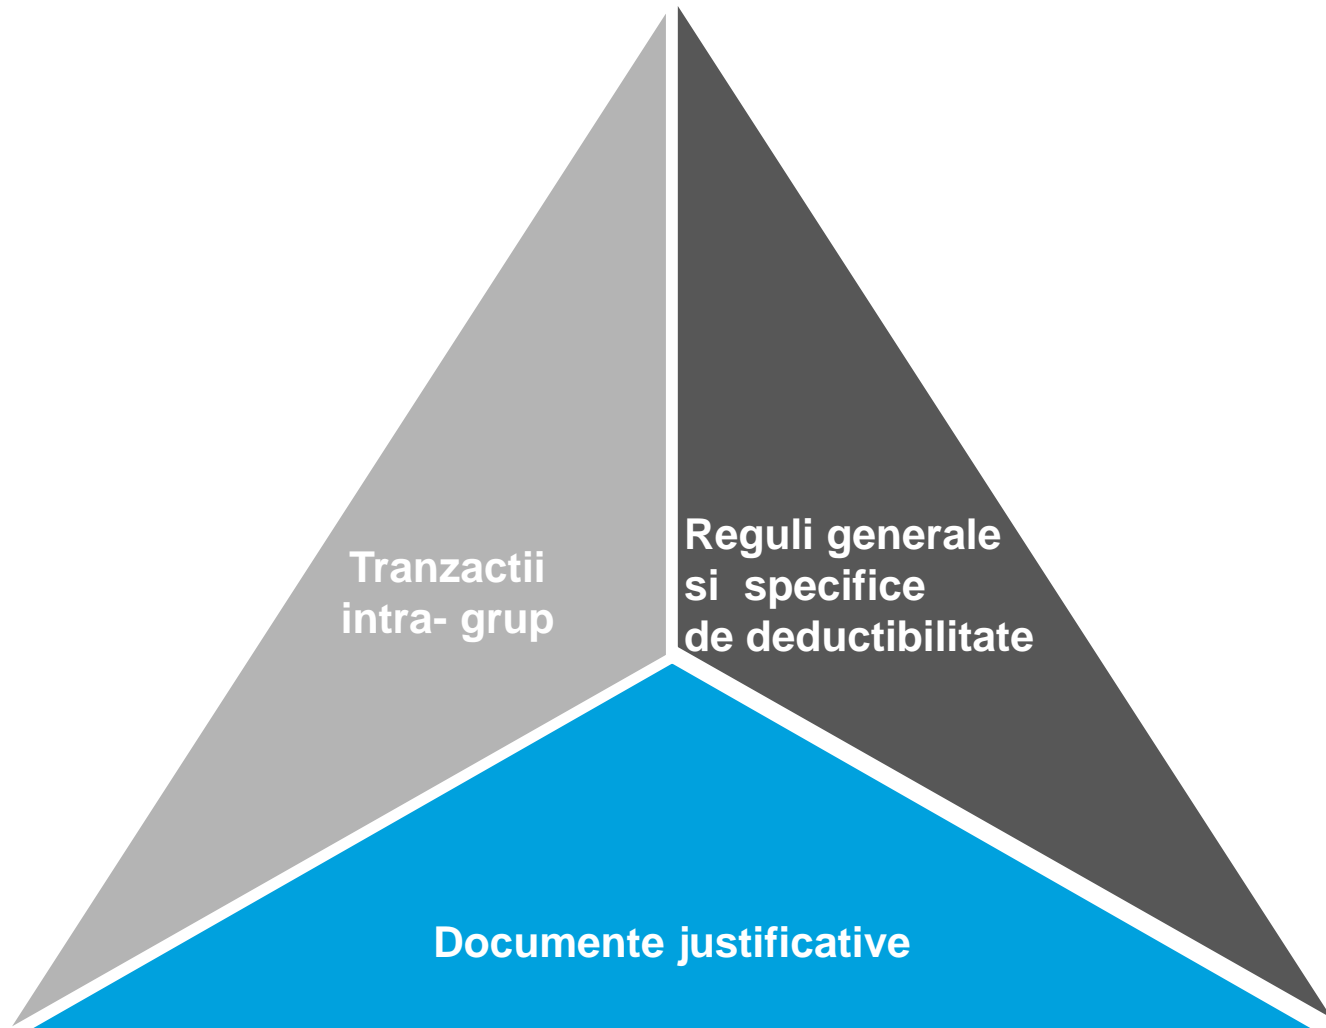 Tranzactii
intra- grup
Reguli generale
si  specifice
de deductibilitate
Documente justificative